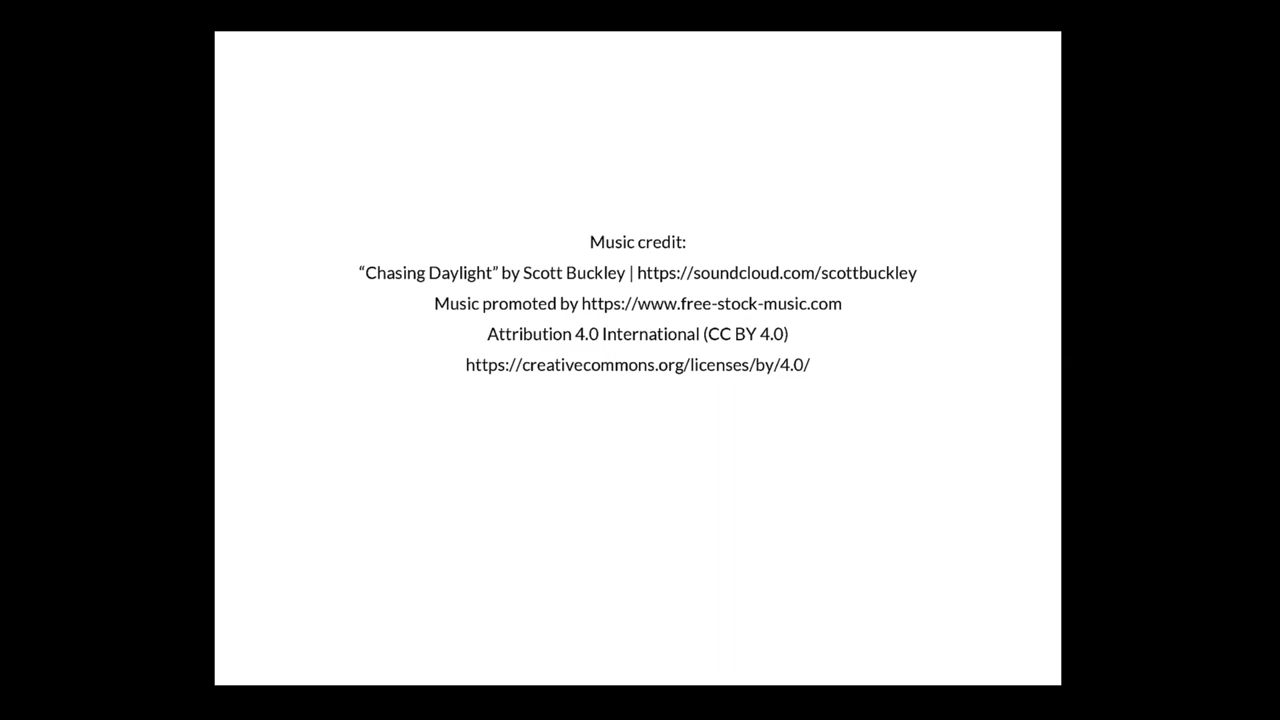 Music credit:
“Chasing Daylight” by Scott Buckley | https://soundcloud.com/scottbuckley
Music promoted by https://www.free-stock-music.com
Attribution 4.0 International (CC BY 4.0)
https://creativecommons.org/licenses/by/4.0/